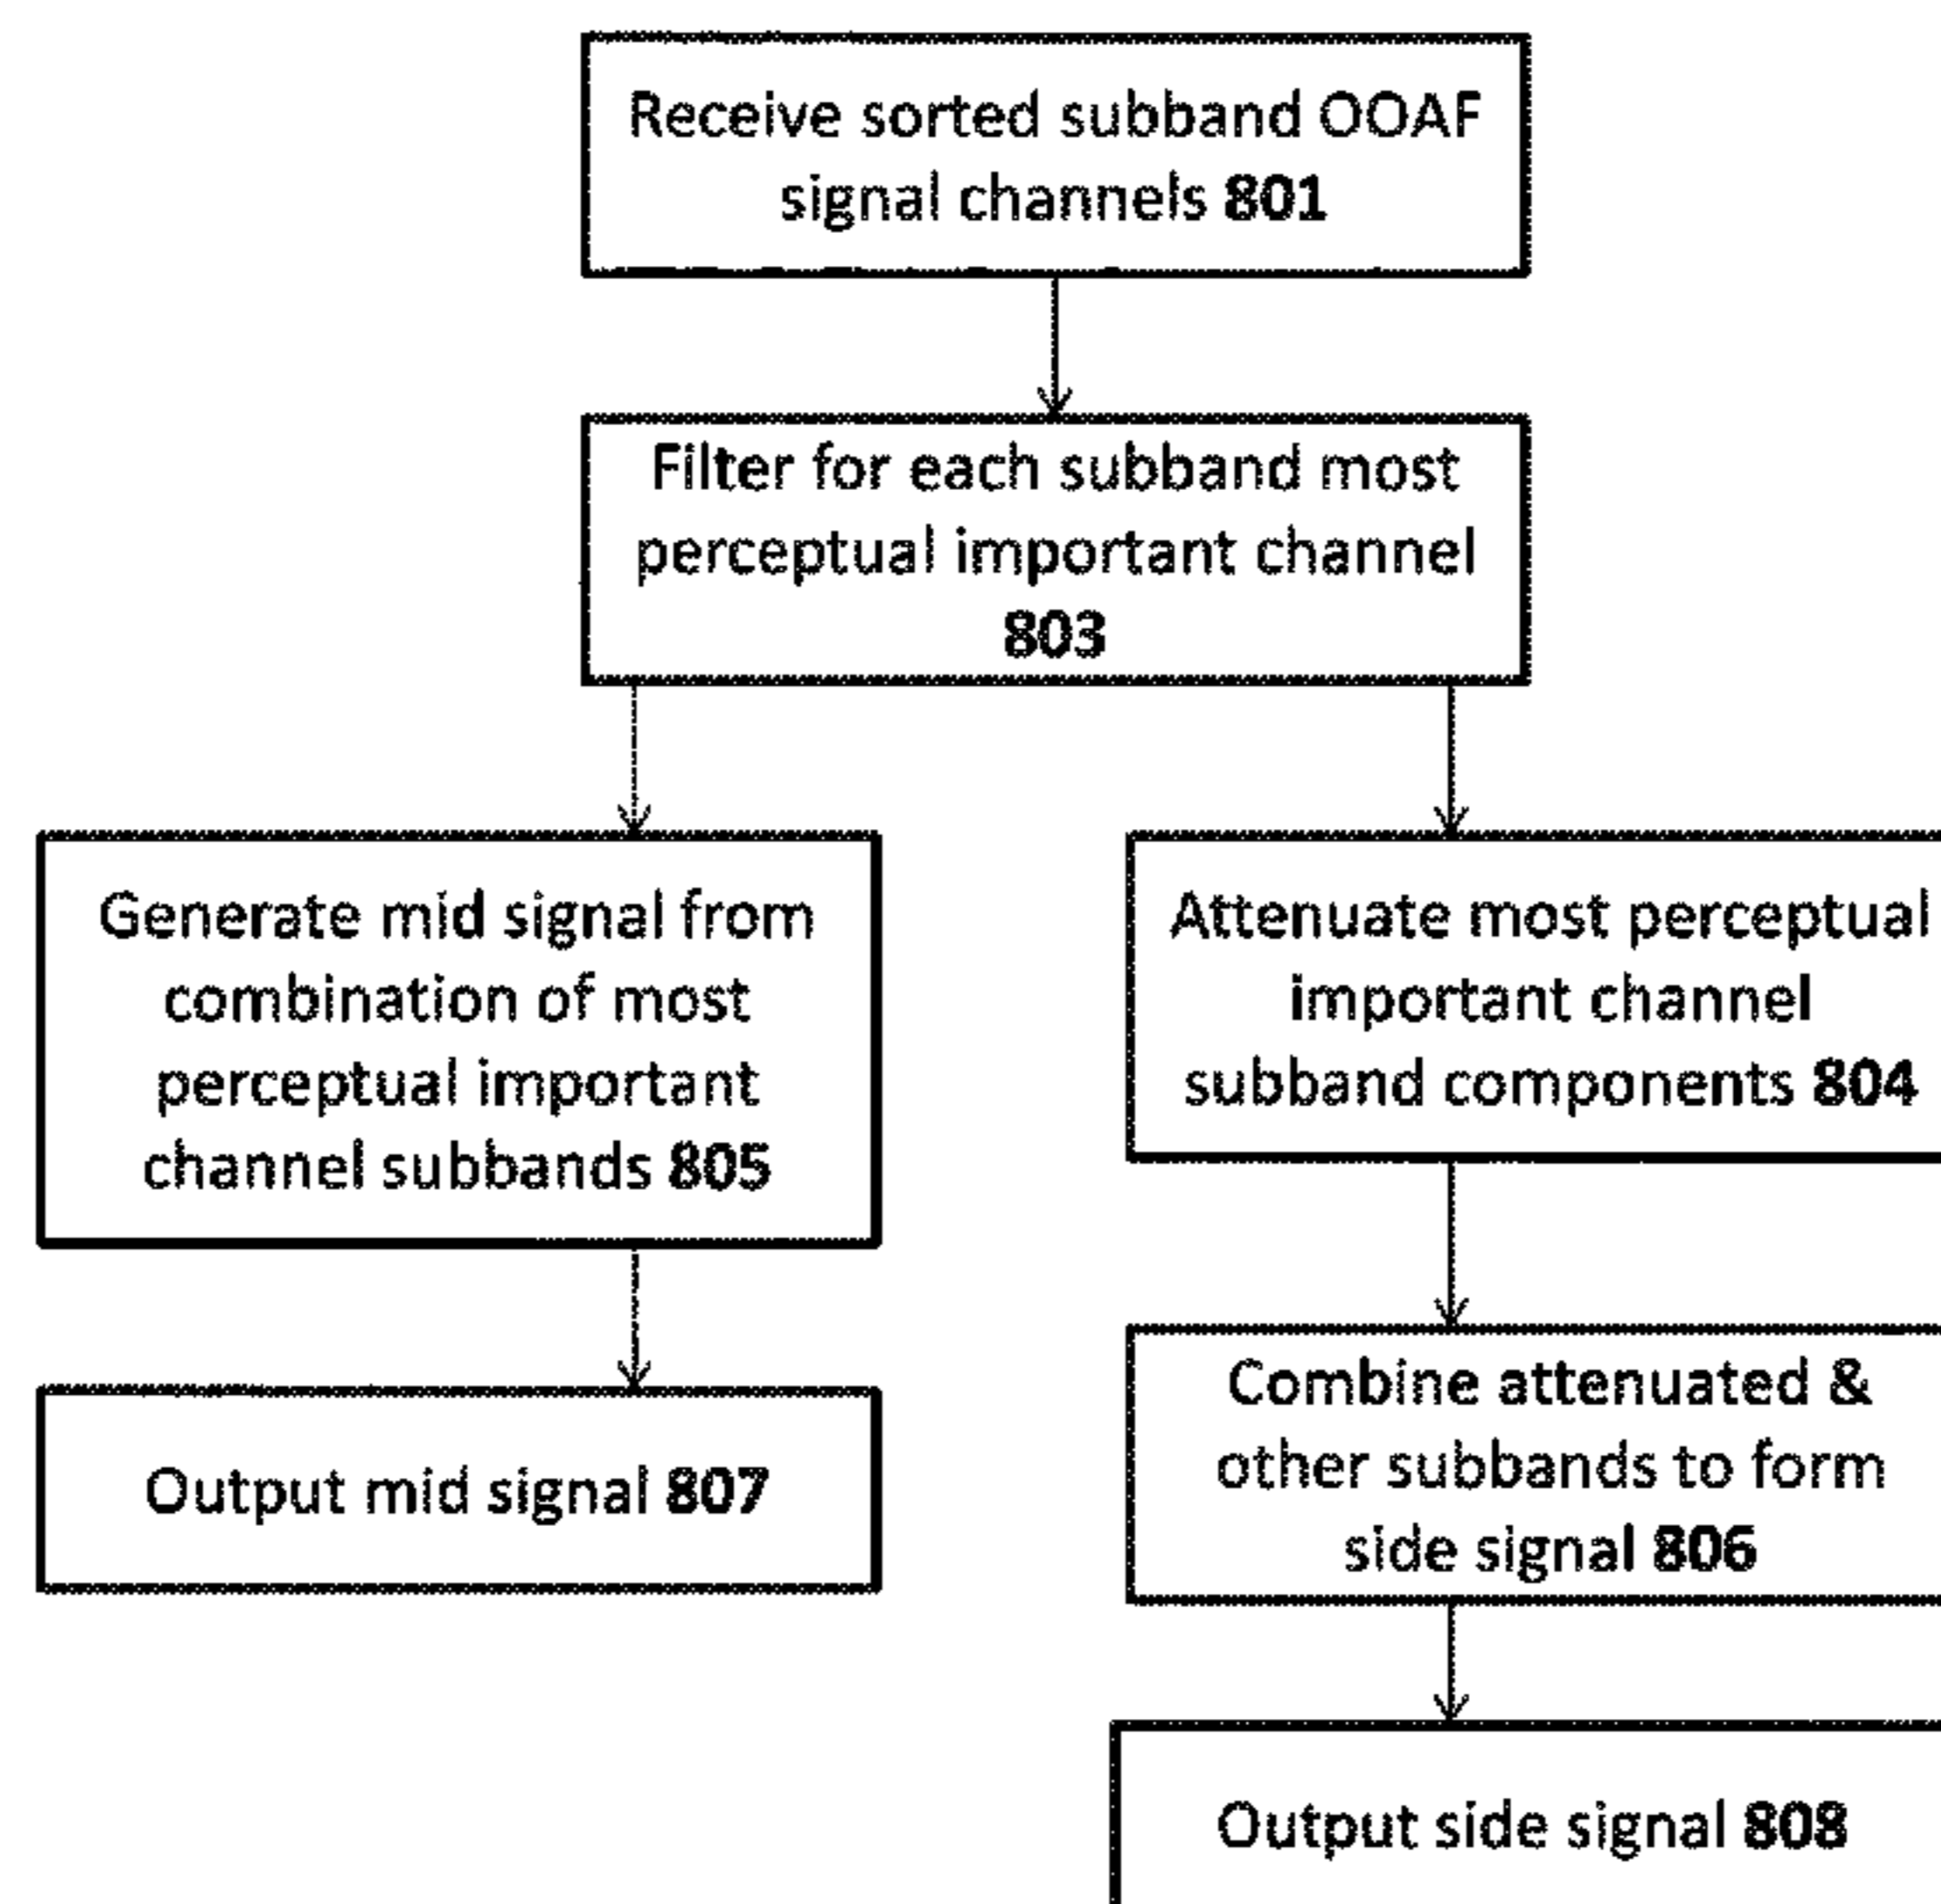 Receive sorted subband OOAF
signal channels 801
Filter for each subband most
perceptual important channel
803
Generate mid signal from
combination of most
perceptual important
channel subbands 805
Attenuate most perceptual
important channel
subband components 804
Output mid signal 807
Combine attenuated &
other subbands to form
side signal 806
Output side signal 808